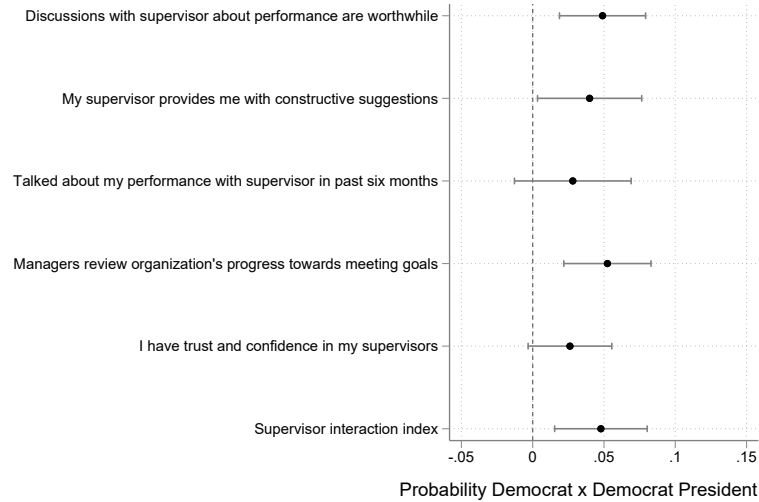 Discussions with supervisor about performance are worthwhile
My supervisor provides me with constructive suggestions
Talked about my performance with supervisor in past six months
Managers review organization's progress towards meeting goals
I have trust and confidence in my supervisors
Supervisor interaction index
-.05 0 .05 .1 .15
Probability Democrat x Democrat President